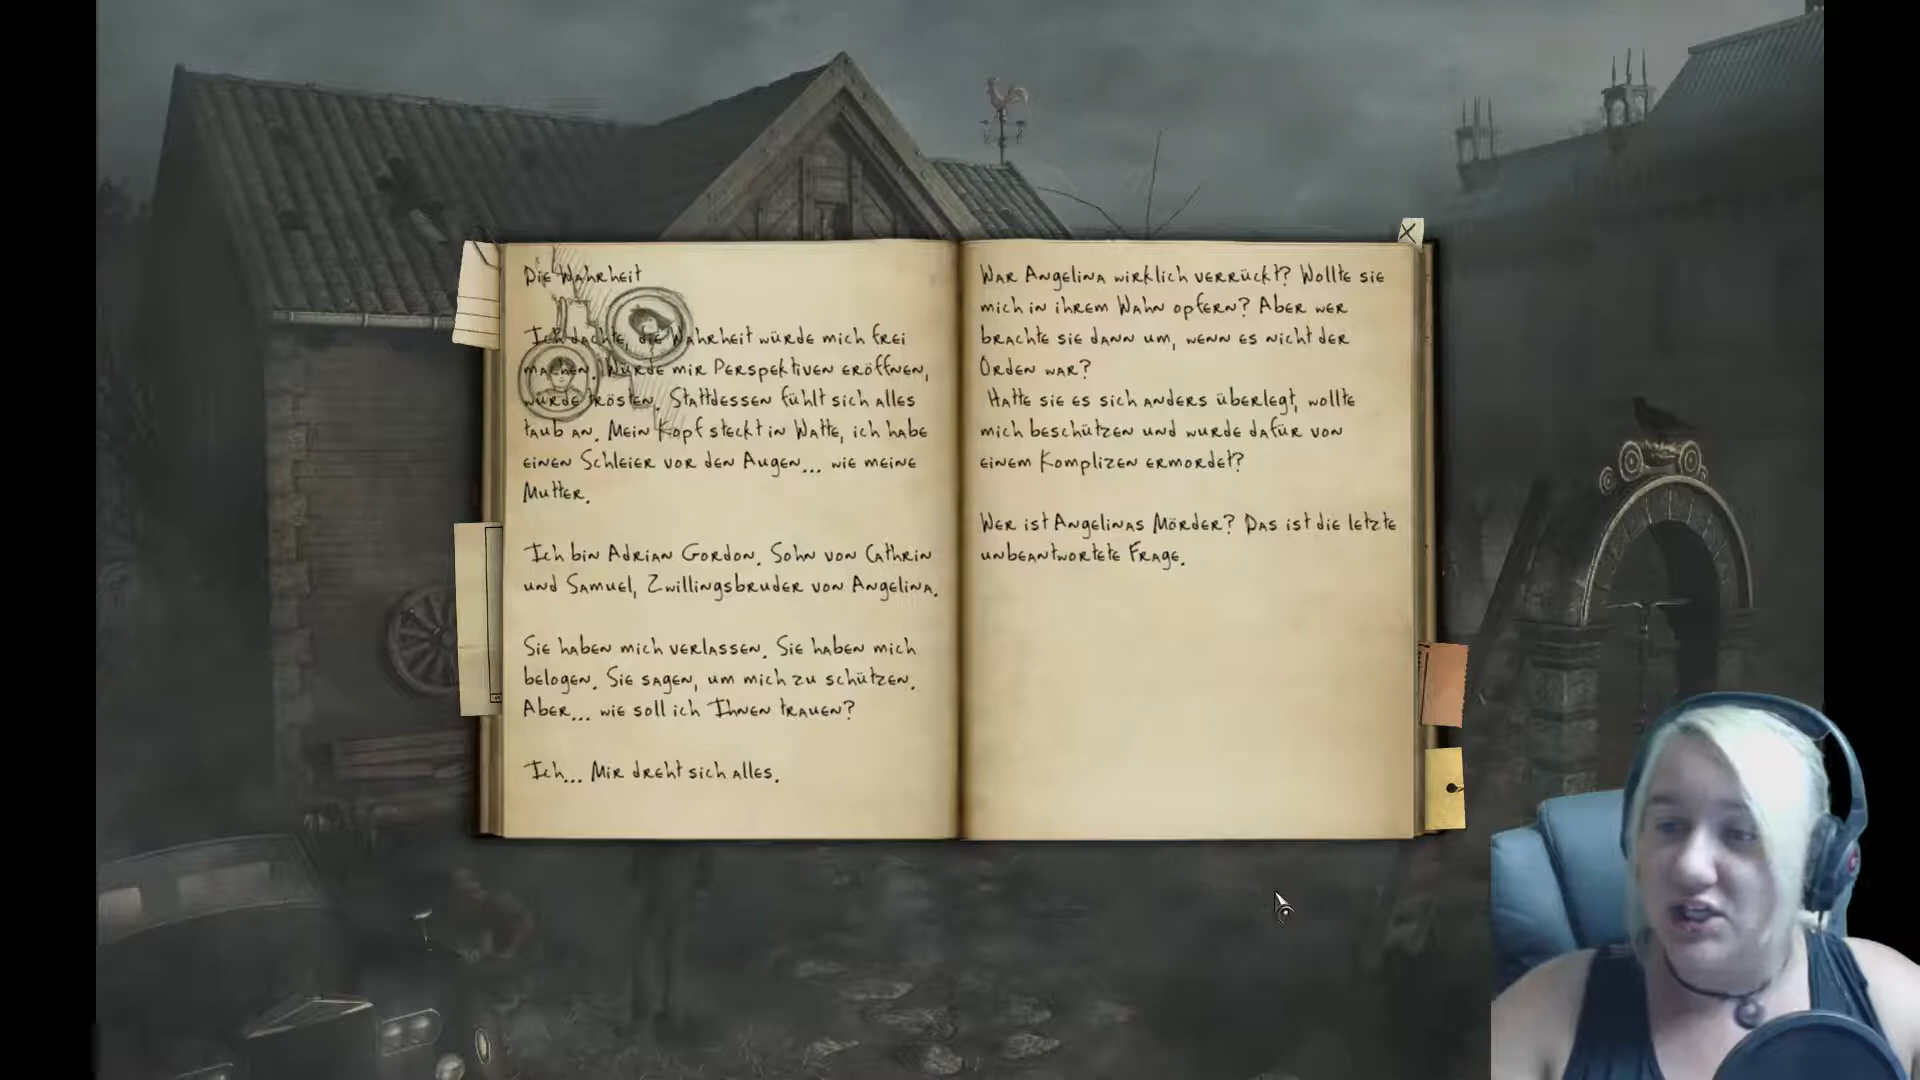 Die Wahrheit
Ich dachte, die Wahrheit würde mich frei
machen. Würde mir Perspektiven eröffnen,
würde trösten. Stattdessen fühlt sich alles
taub an. Mein Kopf steckt in Watte, ich habe
einen Schleier vor den Augen... wie meine
Mutter.
Ich bin Adrian Gordon. Sohn von Cathrin
und Samuel, Zwillingsbruder von Angelina.
Sie haben mich verlassen. Sie haben mich
belogen. Sie sagen, um mich zu schützen.
Aber... wie soll ich Ihnen trauen?
Ich... Mir dreht sich alles.
War Angelina wirklich verrückt? Wollte sie
mich in ihrem Wahn opfern? Aber wer
brachte sie dann um, wenn es nicht der
Orden war?
Hatte sie es sich anders überlegt, wollte
mich beschützen und wurde dafür von
einem Komplizen ermordet?
Wer ist Angelinas Mörder? Das ist die letzte
unbeantwortete Frage.